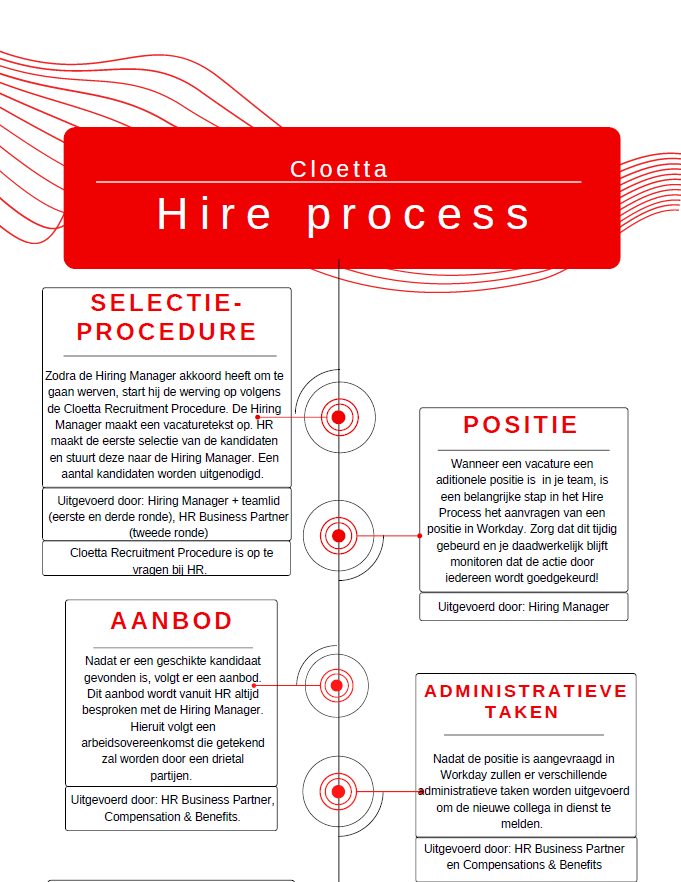 Cloetta
Hire process
SELECTIE-
PROCEDURE
Zodra de Hiring Manager akkoord heeft om te
gaan werven, start hij de werving op volgens
de Cloetta Recruitment Procedure. De Hiring
Manager maakt een vacaturetekst op. HR
maakt de eerste selectie van de kandidaten
en stuurt deze naar de Hiring Manager. Een
aantal kandidaten worden uitgenodigd.
Uitgevoerd door: Hiring Manager + teamlid
(eerste en derde ronde), HR Business Partner
(tweede ronde)
Cloetta Recruitment Procedure is op te
vragen bij HR.
POSITIE
Wanneer een vacature een
aditionele positie is in je team, is
een belangrijke stap in het Hire
Process het aanvragen van een
positie in Workday. Zorg dat dit tijdig
gebeurd en je daadwerkelijk blijft
monitoren dat de actie door
iedereen wordt goedgekeurd!
Uitgevoerd door: Hiring Manager
AANBOD
Nadat er een geschikte kandidaat
gevonden is, volgt er een aanbod.
Dit aanbod wordt vanuit HR altijd
besproken met de Hiring Manager.
Hieruit volgt een
arbeidsovereenkomst die getekend
zal worden door een drietal
partijen.
Uitgevoerd door: HR Business Partner,
Compensation & Benefits.
ADMINISTRATIEVE
TAKEN
Nadat de positie is aangevraagd in
Workday zullen er verschillende
administratieve taken worden uitgevoerd
om de nieuwe collega in dienst te
melden.
Uitgevoerd door: HR Business Partner
en Compensations & Benefits